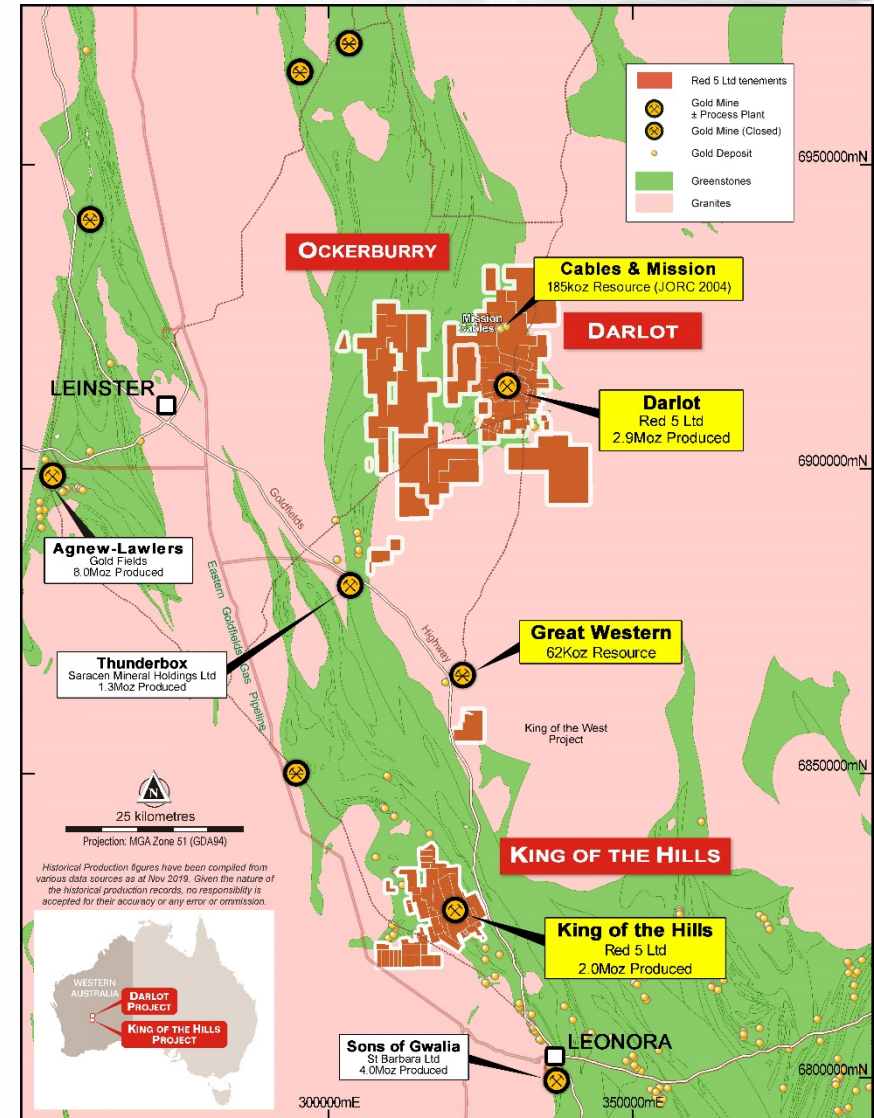 Red 5 Ltd tenements
Gold Mine
± Process Plant
Gold Mine (Closed)
Gold Deposit
Greenstones
Granites
6950000mN
OCKERBURRY
Cables & Mission
185koz Resource (JORC 2004)
Mission
Cables
DARLOT
LEINSTER
Darlot
Red 5 Ltd
2.9Moz Produced
6900000mN
Goldfields
Highway
Agnew-Lawlers
Gold Fields
8.0Moz Produced
Eastern Goldfields Gas Pipeline
Great Western
62Koz Resource
Thunderbox
Saracen Mineral Holdings Ltd
1.3Moz Produced
King of the West
Project
6850000mN
N
25 kilometres
Projection: MGA Zone 51 (GDA94)
Historical Production figures have been compiled from
various data sources as at Nov 2019. Given the nature of
the historical production records, no responsiblity is
accepted for their accuracy or any error or ommission.
KING OF THE HILLS
King of the Hills
Red 5 Ltd
2.0Moz Produced
WESTERN
AUSTRALIA
DARLOT
PROJECT
KING OF THE HILLS
PROJECT
Sons of Gwalia
St Barbara Ltd
4.0Moz Produced
LEONORA
6800000mN
300000mE
350000mE